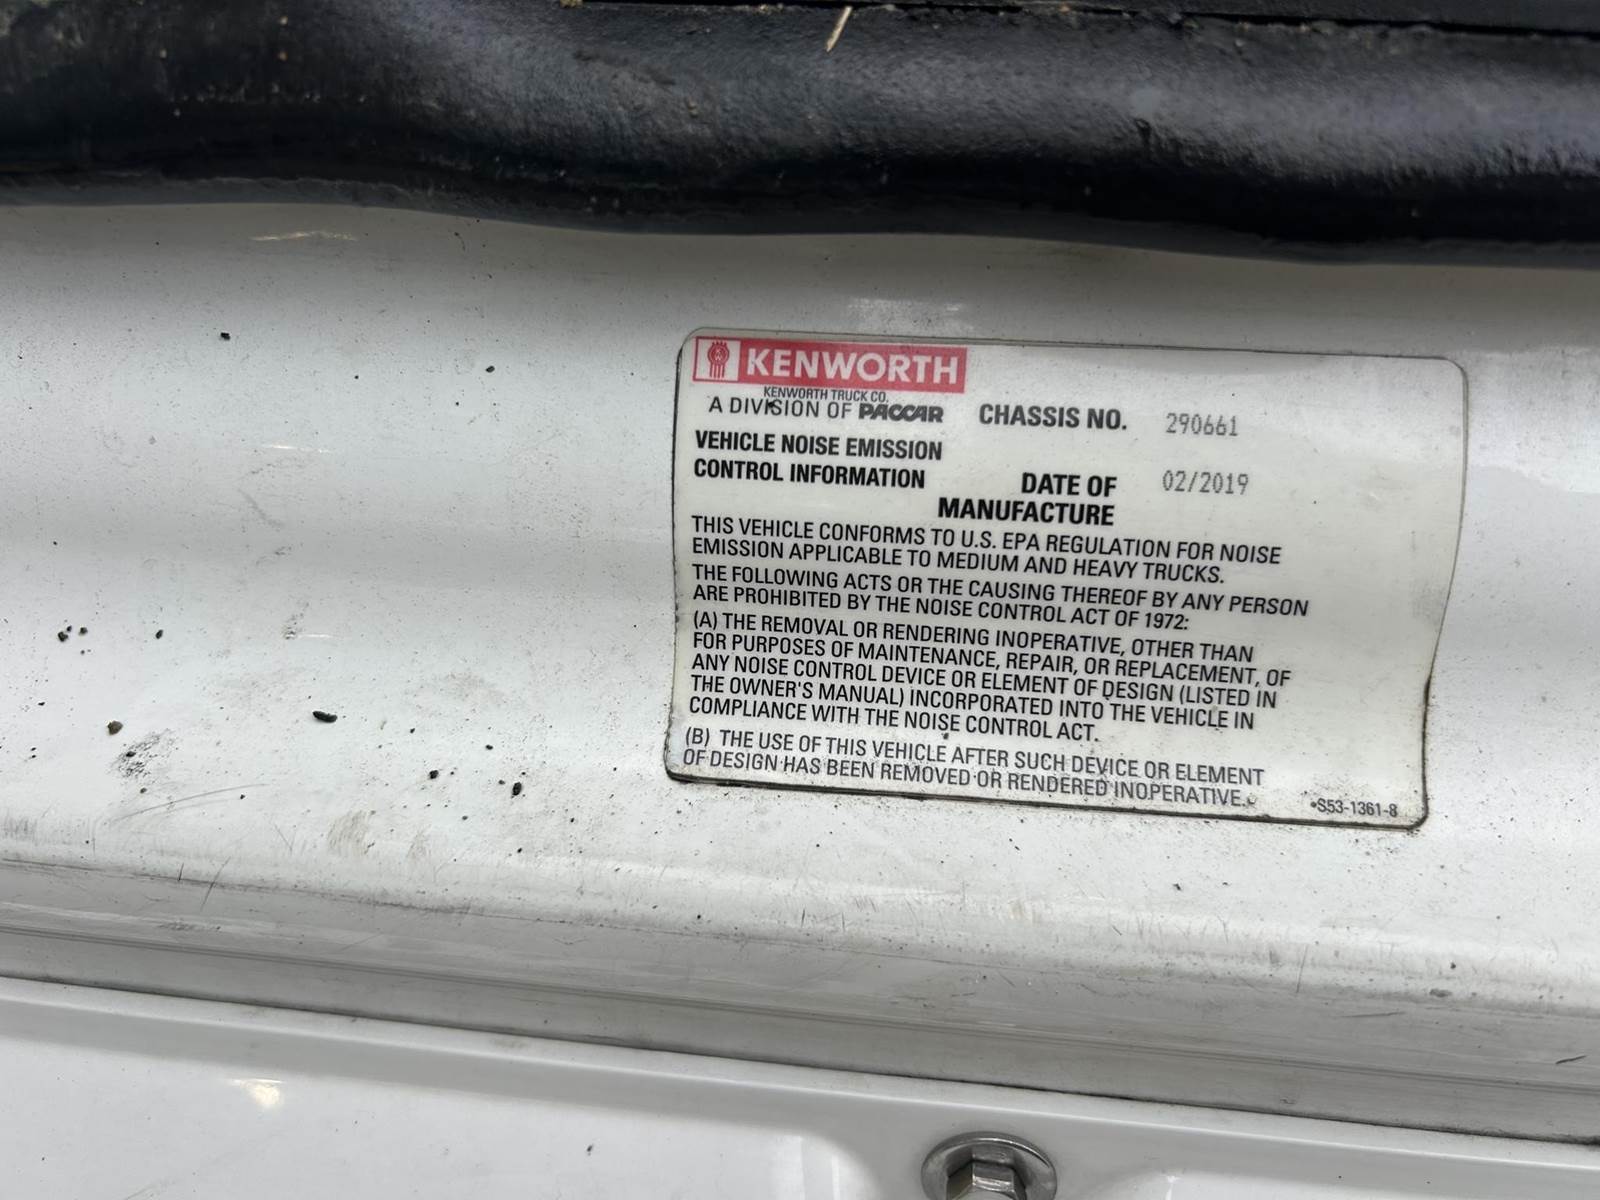 KENWORTH
KENWORTH TRUCK CO.
A DIVISION OF PACCAR
CHASSIS NO. 290661
VEHICLE NOISE EMISSION
CONTROL INFORMATION
DATE OF 02/2019
MANUFACTURE
THIS VEHICLE CONFORMS TO U.S. EPA REGULATION FOR NOISE
EMISSION APPLICABLE TO MEDIUM AND HEAVY TRUCKS.
THE FOLLOWING ACTS OR THE CAUSING THEREOF BY ANY PERSON
ARE PROHIBITED BY THE NOISE CONTROL ACT OF 1972:
(A) THE REMOVAL OR RENDERING INOPERATIVE, OTHER THAN
FOR PURPOSES OF MAINTENANCE, REPAIR, OR REPLACEMENT, OF
ANY NOISE CONTROL DEVICE OR ELEMENT OF DESIGN (LISTED IN
THE OWNER'S MANUAL) INCORPORATED INTO THE VEHICLE IN
COMPLIANCE WITH THE NOISE CONTROL ACT.
(B) THE USE OF THIS VEHICLE AFTER SUCH DEVICE OR ELEMENT
OF DESIGN HAS BEEN REMOVED OR RENDERED INOPERATIVE.
•S53-1361-8